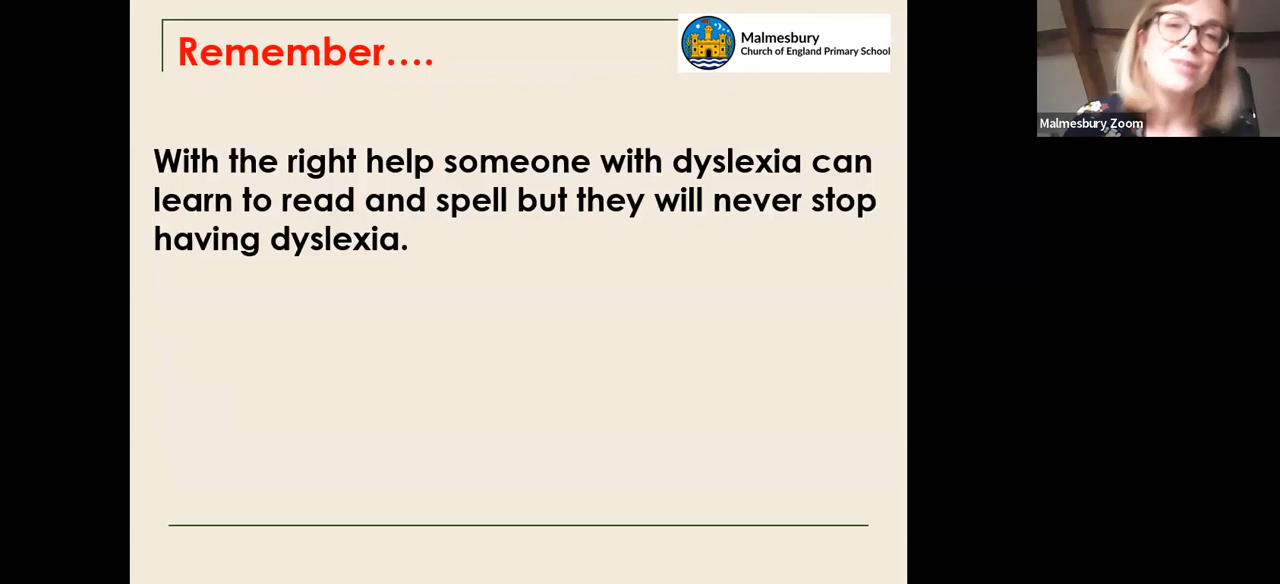 Remember....
Malmesbury
Church of England Primary School
With the right help someone with dyslexia can
learn to read and spell but they will never stop
having dyslexia.
Malmesbury Zoom